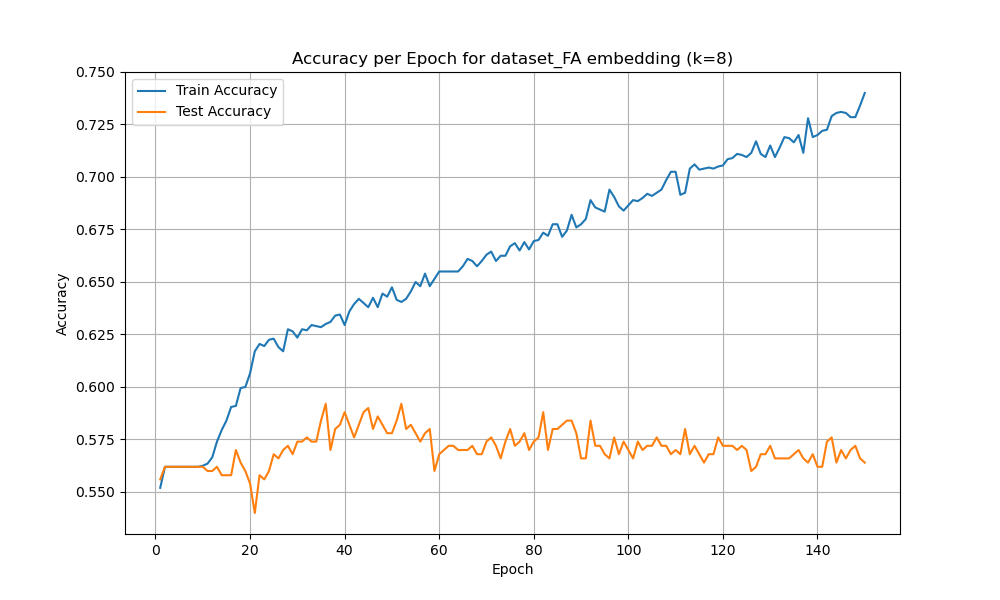 Accuracy per Epoch for dataset_FA embedding (k=8)
Train Accuracy
Test Accuracy
Accuracy
0.750
0.725
0.700
0.675
0.650
0.625
0.600
0.575
0.550
0 20 40 60 80 100 120 140
Epoch